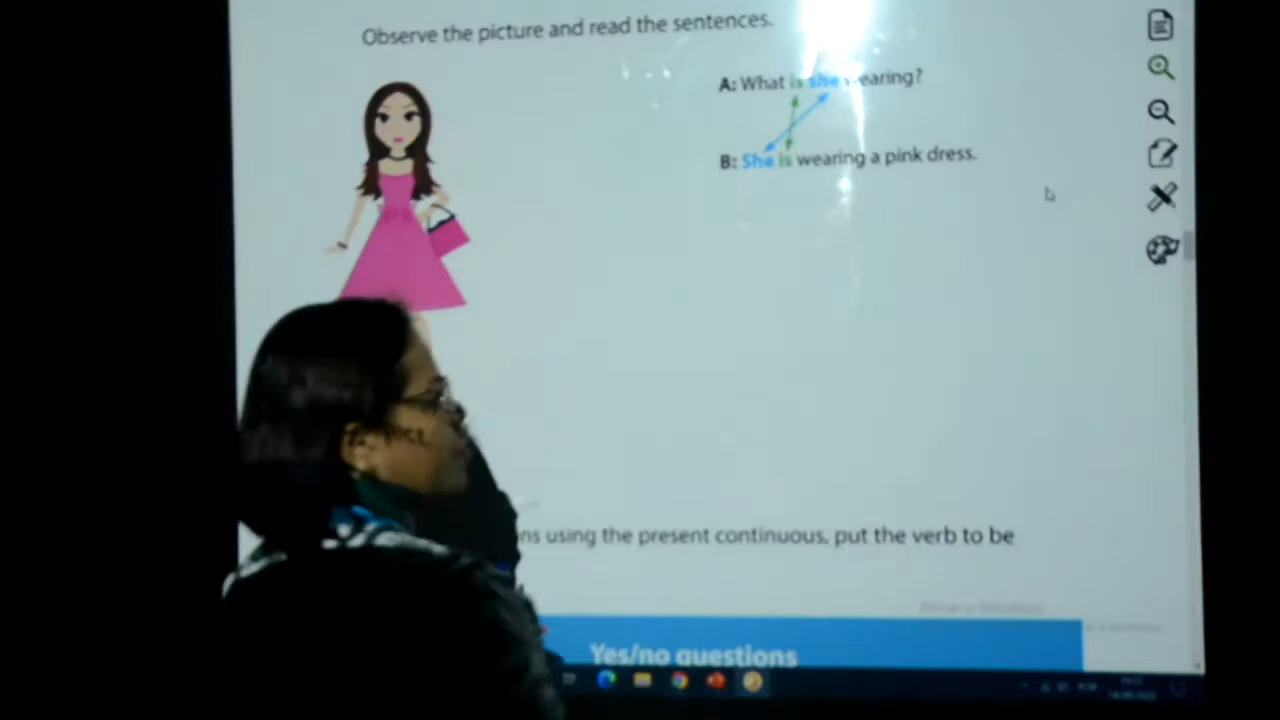 Observe the picture and read the sentences.
A: What is she wearing?
B: She is wearing a pink dress.
using the present continuous, put the verb to be
Yes/no questions